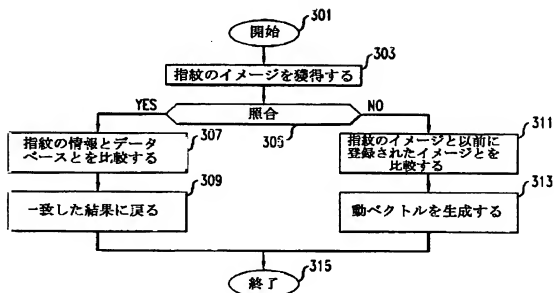 開始
301
指紋のイメージを獲得する
303
YES
照合
NO
305
指紋の情報とデータ
ベースとを比較する
307
指紋のイメージと以前に
登録されたイメージとを
比較する
311
一致した結果に戻る
309
動ベクトルを生成する
313
終了
315